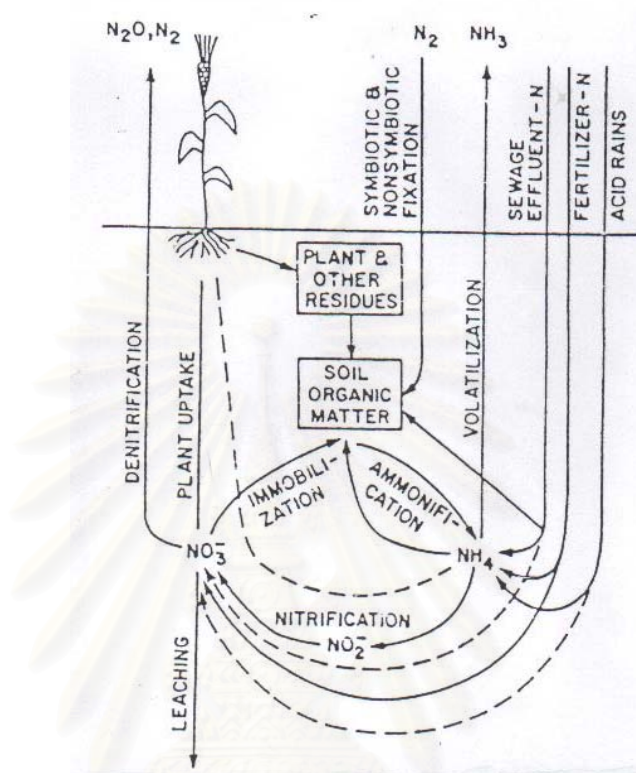 N₂O, N₂
N₂
NH₃
SYMBIOTIC &
NONSYMBIOTIC
FIXATION
SEWAGE
EFFLUENT-N
FERTILIZER-N
ACID RAINS
PLANT &
OTHER
RESIDUES
SOIL
ORGANIC
MATTER
DENITRIFICATION
PLANT UPTAKE
VOLATILIZATION
IMMOBILI-
ZATION
AMMONIFI-
CATION
NO₃⁻
NH₄
NITRIFICATION
NO₂⁻
LEACHING